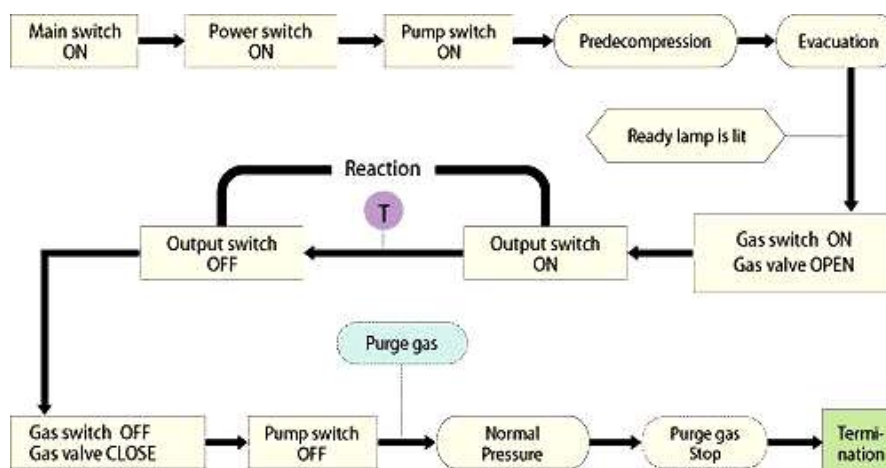 Main switch
ON
Power switch
ON
Pump switch
ON
Predecompression
Evacuation
Ready lamp is lit
Reaction
T
Output switch
OFF
Output switch
ON
Gas switch ON
Gas valve OPEN
Purge gas
Gas switch OFF
Gas valve CLOSE
Pump switch
OFF
Normal
Pressure
Purge gas
Stop
Termi-
nation